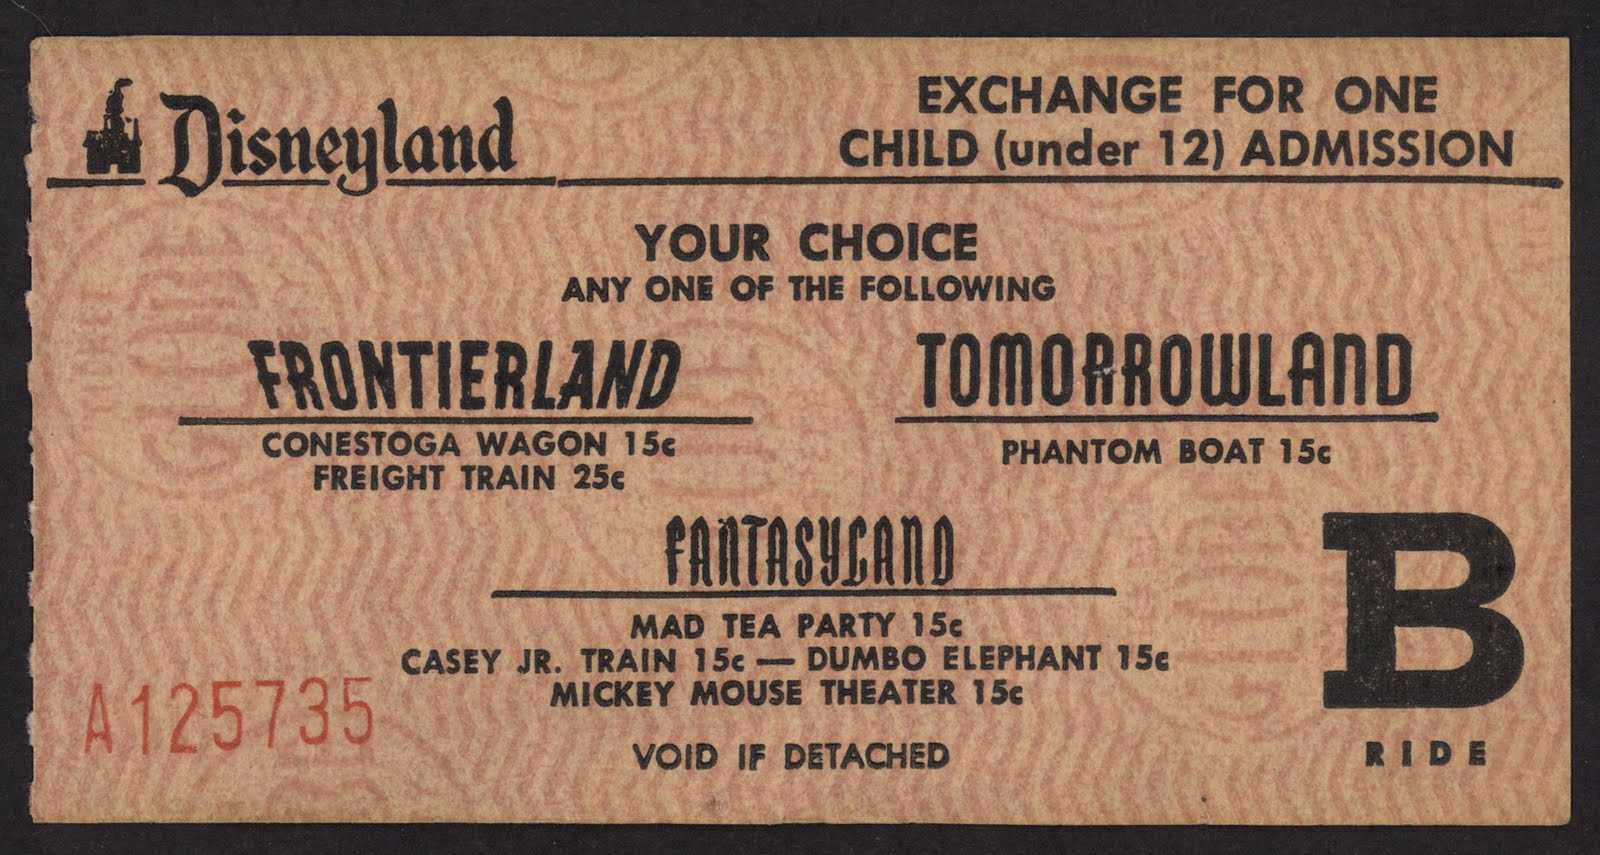 Disneyland
EXCHANGE FOR ONE
CHILD (under 12) ADMISSION
YOUR CHOICE
ANY ONE OF THE FOLLOWING
FRONTIERLAND
CONESTOGA WAGON 15c
FREIGHT TRAIN 25c
TOMORROWLAND
PHANTOM BOAT 15c
FANTASYLAND
MAD TEA PARTY 15c
CASEY JR. TRAIN 15c — DUMBO ELEPHANT 15c
MICKEY MOUSE THEATER 15c
A125735
VOID IF DETACHED
B
RIDE